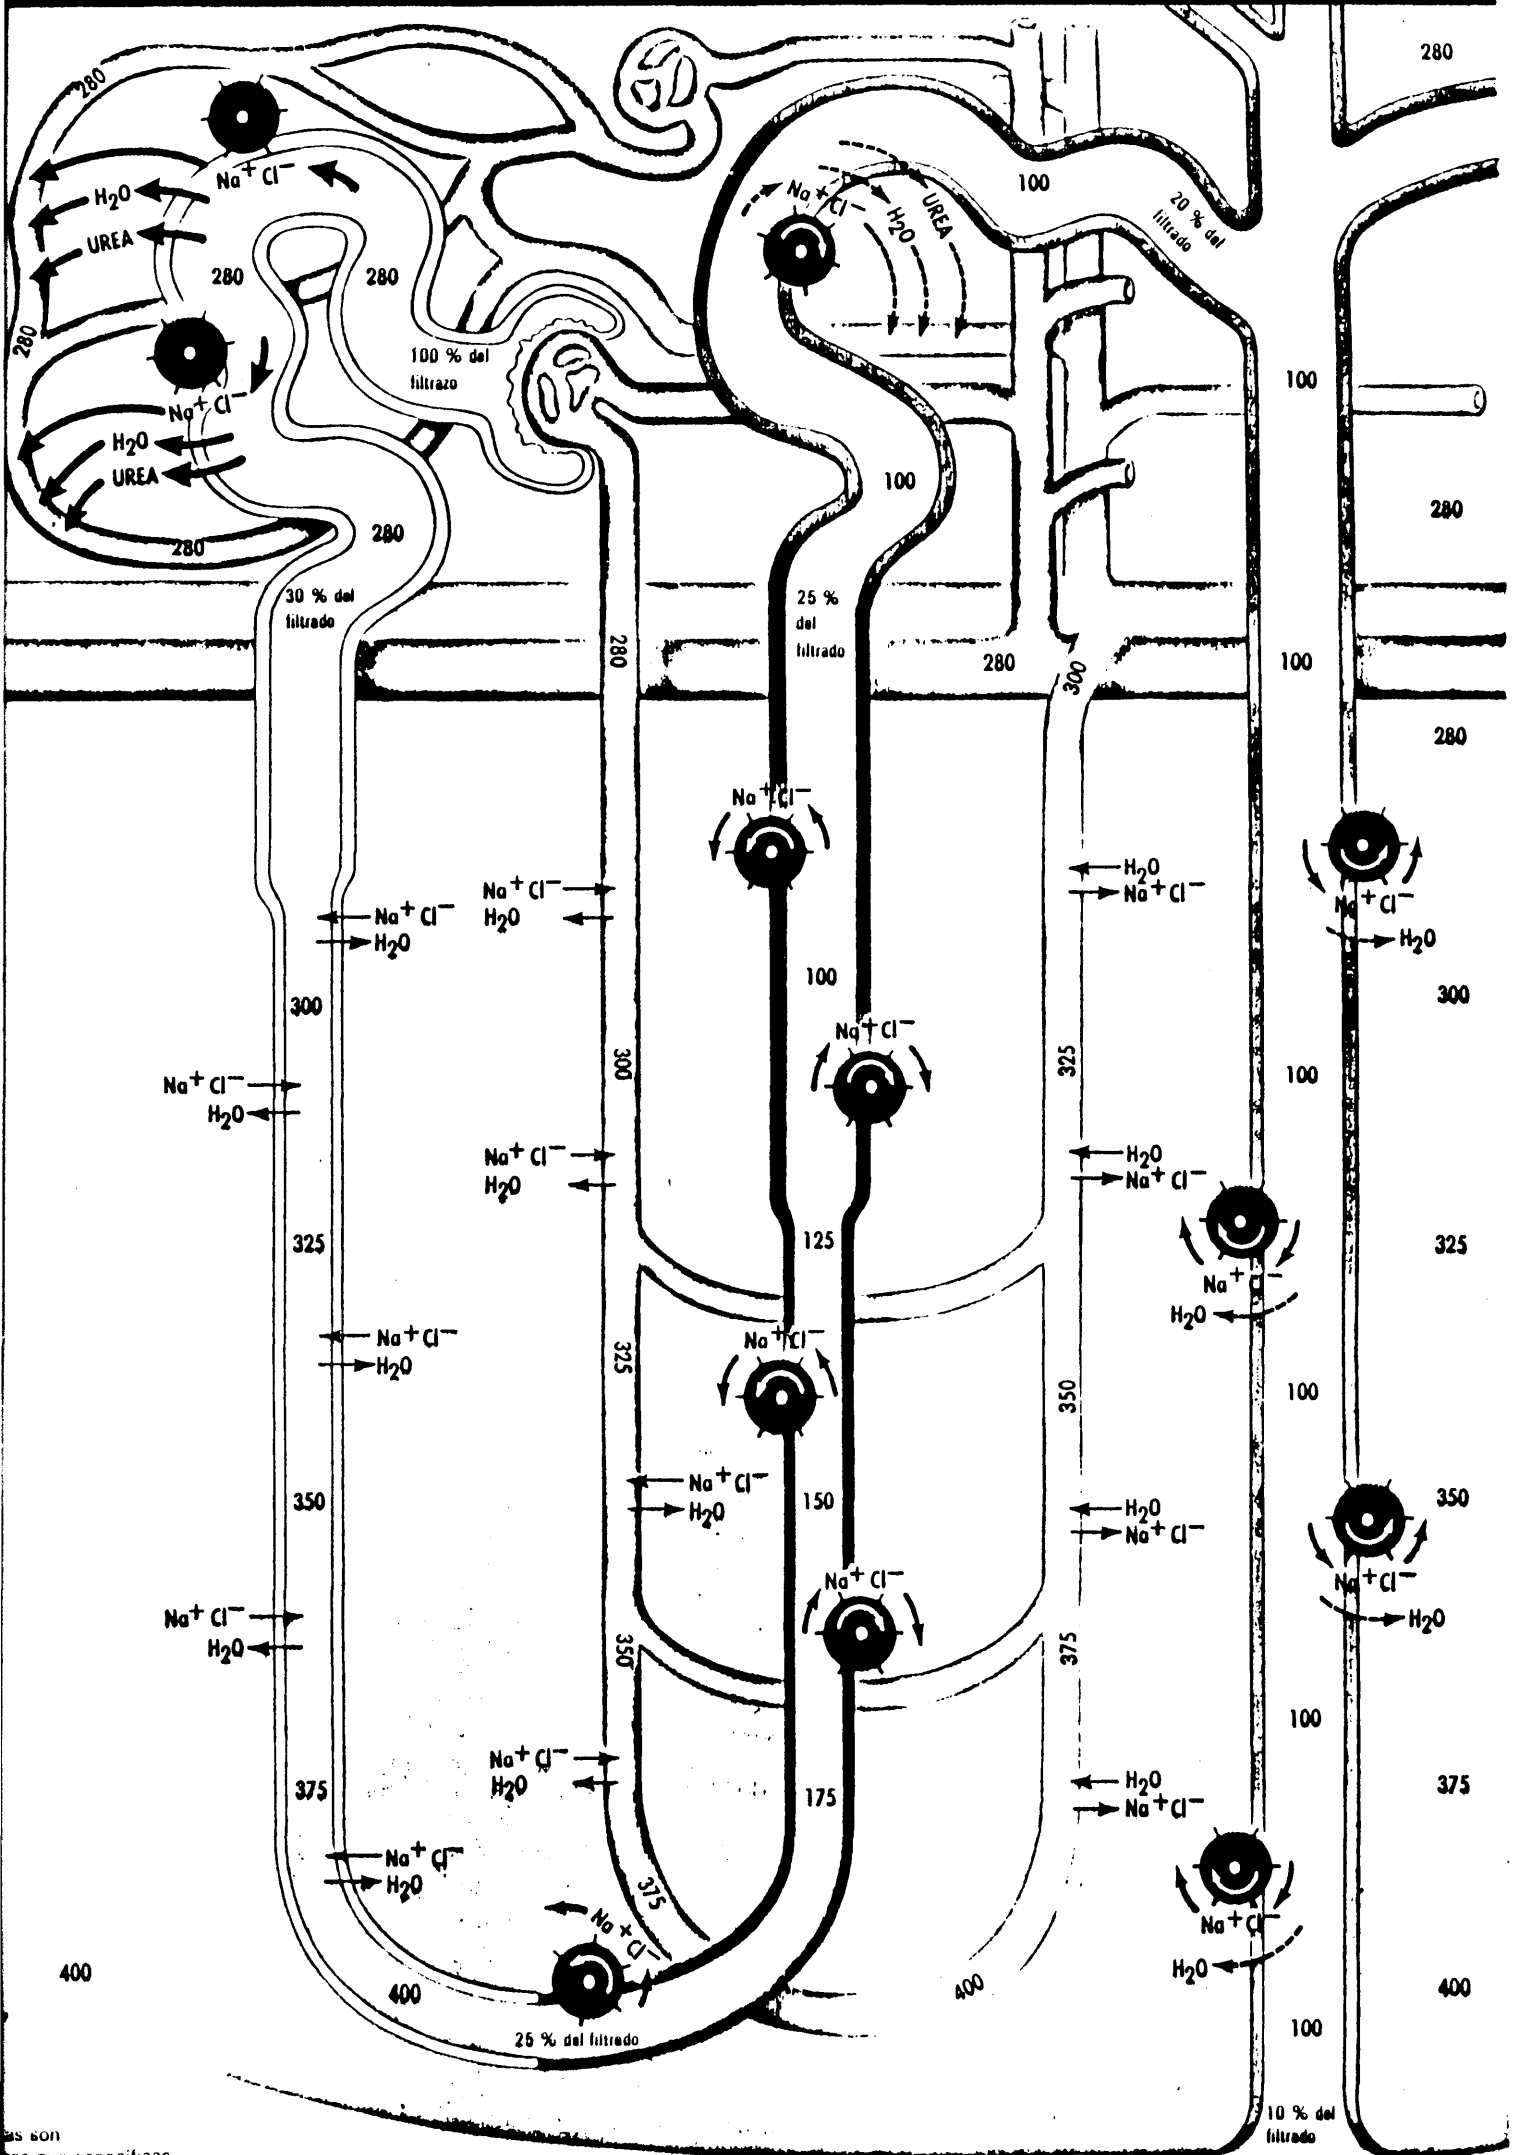 280
280
Na⁺ Cl⁻
H₂O
UREA
280
280
280
Na⁺ Cl⁻
H₂O
UREA
280
280
100 % del
filtrazo
30 % del
filtrado
Na⁺ Cl⁻
H₂O
UREA
100
20 % del
filtrado
100
100
280
25 %
del
filtrado
280
280
300
100
280
Na⁺ Cl⁻
Na⁺ Cl⁻
H₂O
Na⁺ Cl⁻
H₂O
H₂O
Na⁺ Cl⁻
Na⁺ Cl⁻
H₂O
300
100
300
Na⁺ Cl⁻
300
325
100
Na⁺ Cl⁻
H₂O
Na⁺ Cl⁻
H₂O
H₂O
Na⁺ Cl⁻
325
125
325
Na⁺ Cl⁻
H₂O
Na⁺ Cl⁻
H₂O
325
Na⁺ Cl⁻
350
100
350
Na⁺ Cl⁻
H₂O
150
H₂O
Na⁺ Cl⁻
350
Na⁺ Cl⁻
H₂O
Na⁺ Cl⁻
H₂O
350
Na⁺ Cl⁻
375
100
Na⁺ Cl⁻
H₂O
375
175
H₂O
Na⁺ Cl⁻
375
Na⁺ Cl⁻
H₂O
375
Na⁺ Cl⁻
Na⁺ Cl⁻
H₂O
400
400
400
400
100
25 % del filtrado
10 % del
filtrado
as son